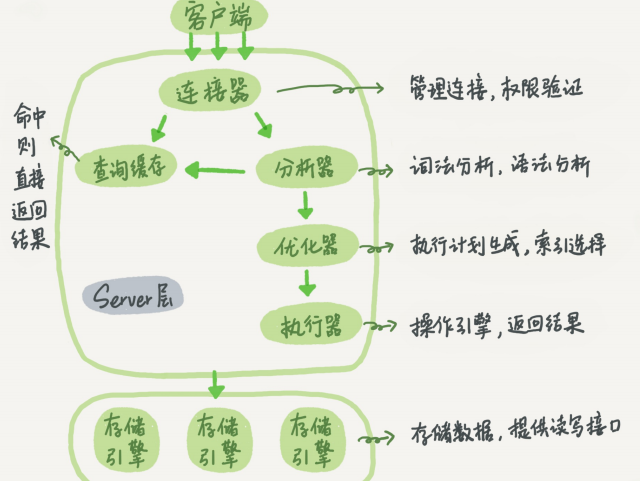 客户端
连接器
管理连接,权限验证
命中
则
直接
返回
结果
查询缓存
分析器
词法分析,语法分析
优化器
执行计划生成,索引选择
Server层
执行器
操作引擎,返回结果
存储
引擎
存储
引擎
存储
引擎
存储数据,提供读写接口